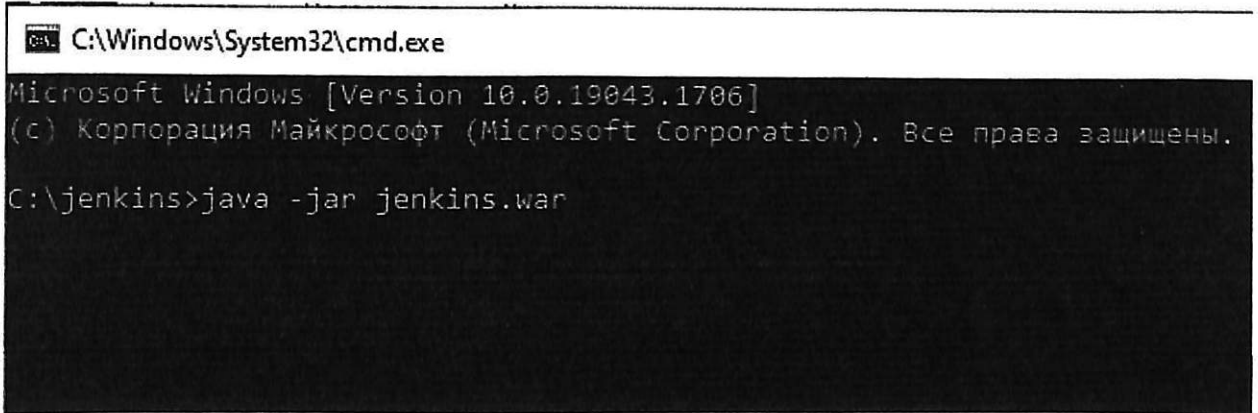 C:\Windows\System32\cmd.exe
Microsoft Windows [Version 10.0.19043.1706]
(c) Корпорация Майкрософт (Microsoft Corporation). Все права защищены.
C:\jenkins>java -jar jenkins.war